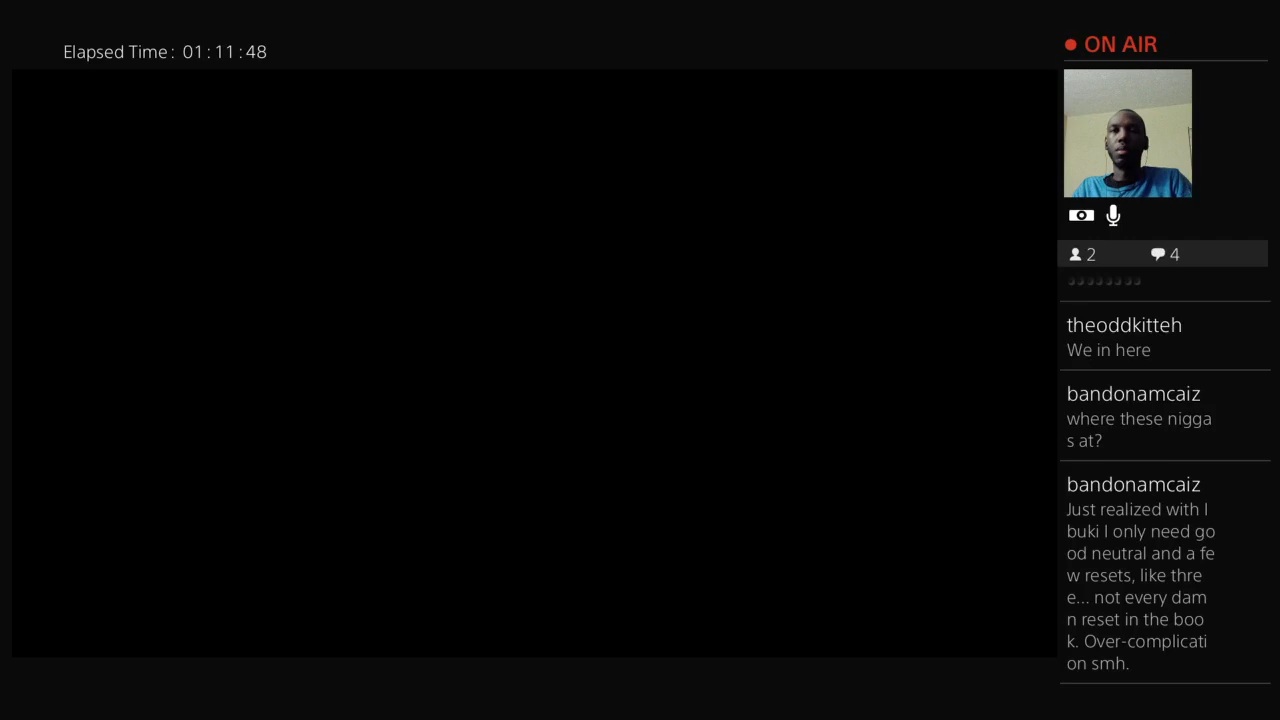 Elapsed Time: 01:11:48
ON AIR
2 4
theoddkitteh
We in here
bandonamcaiz
where these nigga
s at?
bandonamcaiz
Just realized with I
buki I only need go
od neutral and a fe
w resets, like thre
e... not every dam
n reset in the boo
k. Over-complicati
on smh.